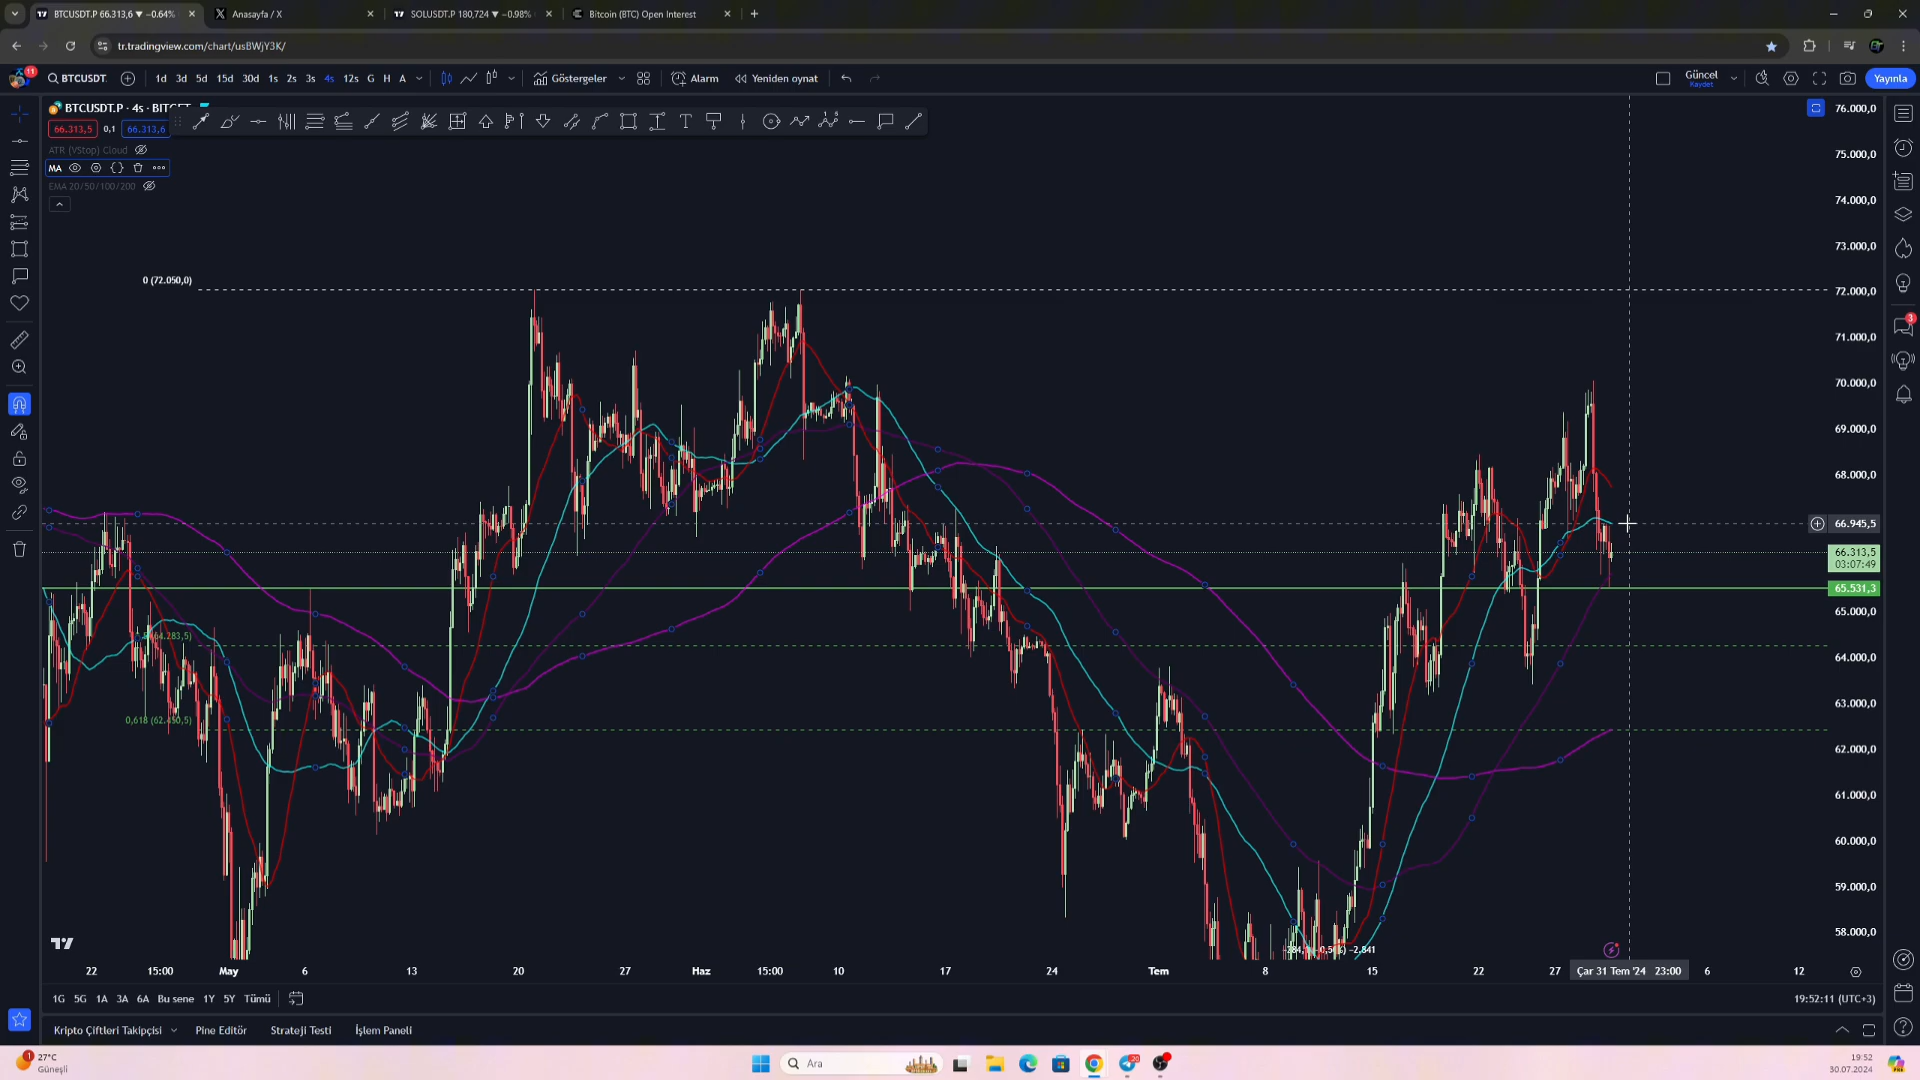 BTCUSDT.P 66.313,6 ▼ −0.64%
Anasayfa / X
SOLUSDT.P 180,724 ▼ −0.98%
Bitcoin (BTC) Open Interest
tr.tradingview.com/chart/usBWjY3K/
11
BTCUSDT.
1d 3d 5d 15d 30d 1s 2s 3s 4s 12s G H A
Göstergeler
Alarm
Yeniden oynat
Güncel
Kaydet
Yayınla
BTCUSDT.P · 4s · BITGET
66.313,5 0,1 66.313,6
ATR (VStop) Cloud
MA
EMA 20/50/100/200
0 (72.050,0)
0,618 (62.450,5)
76.000,0
75.000,0
74.000,0
73.000,0
72.000,0
71.000,0
70.000,0
69.000,0
68.000,0
66.945,5
66.313,5
03:07:49
65.531,3
65.000,0
64.000,0
63.000,0
62.000,0
61.000,0
60.000,0
59.000,0
58.000,0
3
22 15:00 May 6 13 20 27 Haz 15:00 10 17 24 Tem 8 15 22 27 Çar 31 Tem '24 23:00 6 12
1G 5G 1A 3A 6A Bu sene 1Y 5Y Tümü
19:52:11 (UTC+3)
Kripto Çiftleri Takipçisi Pine Editör Strateji Testi İşlem Paneli
1
27°C
Güneşli
Ara
20
19:52
30.07.2024